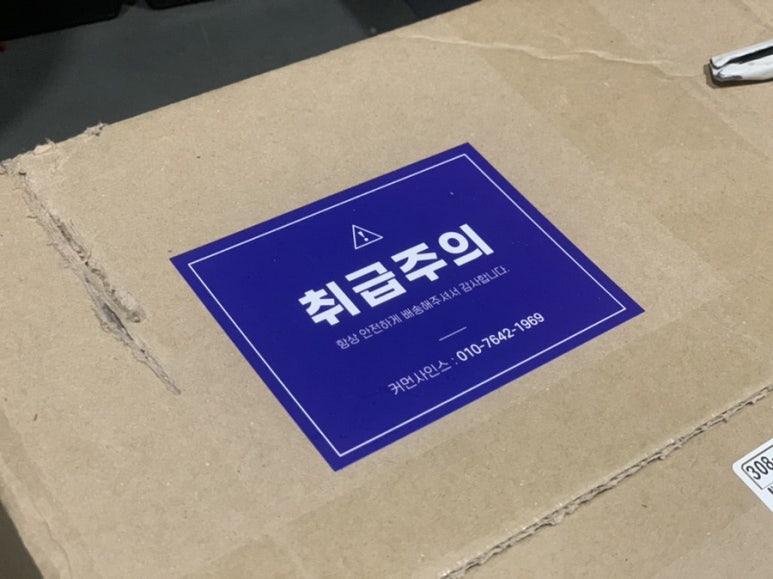 취급주의
항상 안전하게 배송해주셔서 감사합니다.
커먼사인스 : 010-7642-1969
308